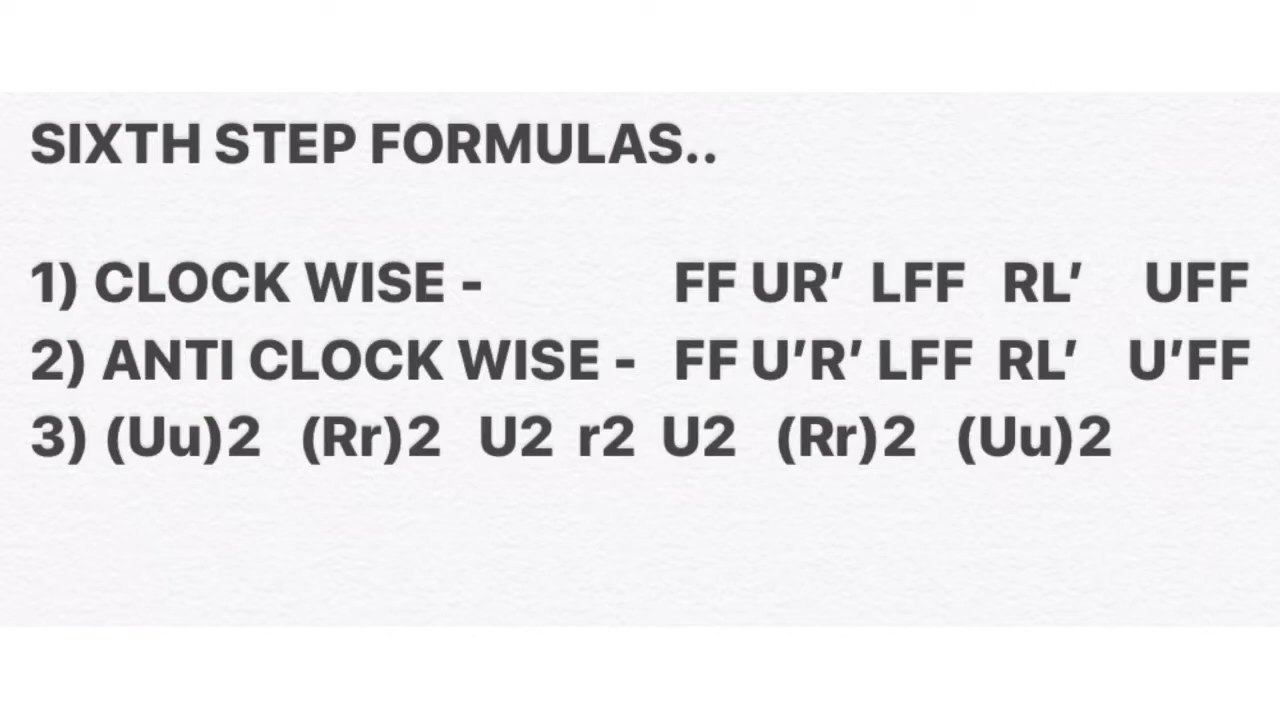 SIXTH STEP FORMULAS..
1) CLOCK WISE - FF UR’ LFF RL’ UFF
2) ANTI CLOCK WISE - FF U’R’ LFF RL’ U’FF
3) (Uu)2 (Rr)2 U2 r2 U2 (Rr)2 (Uu)2